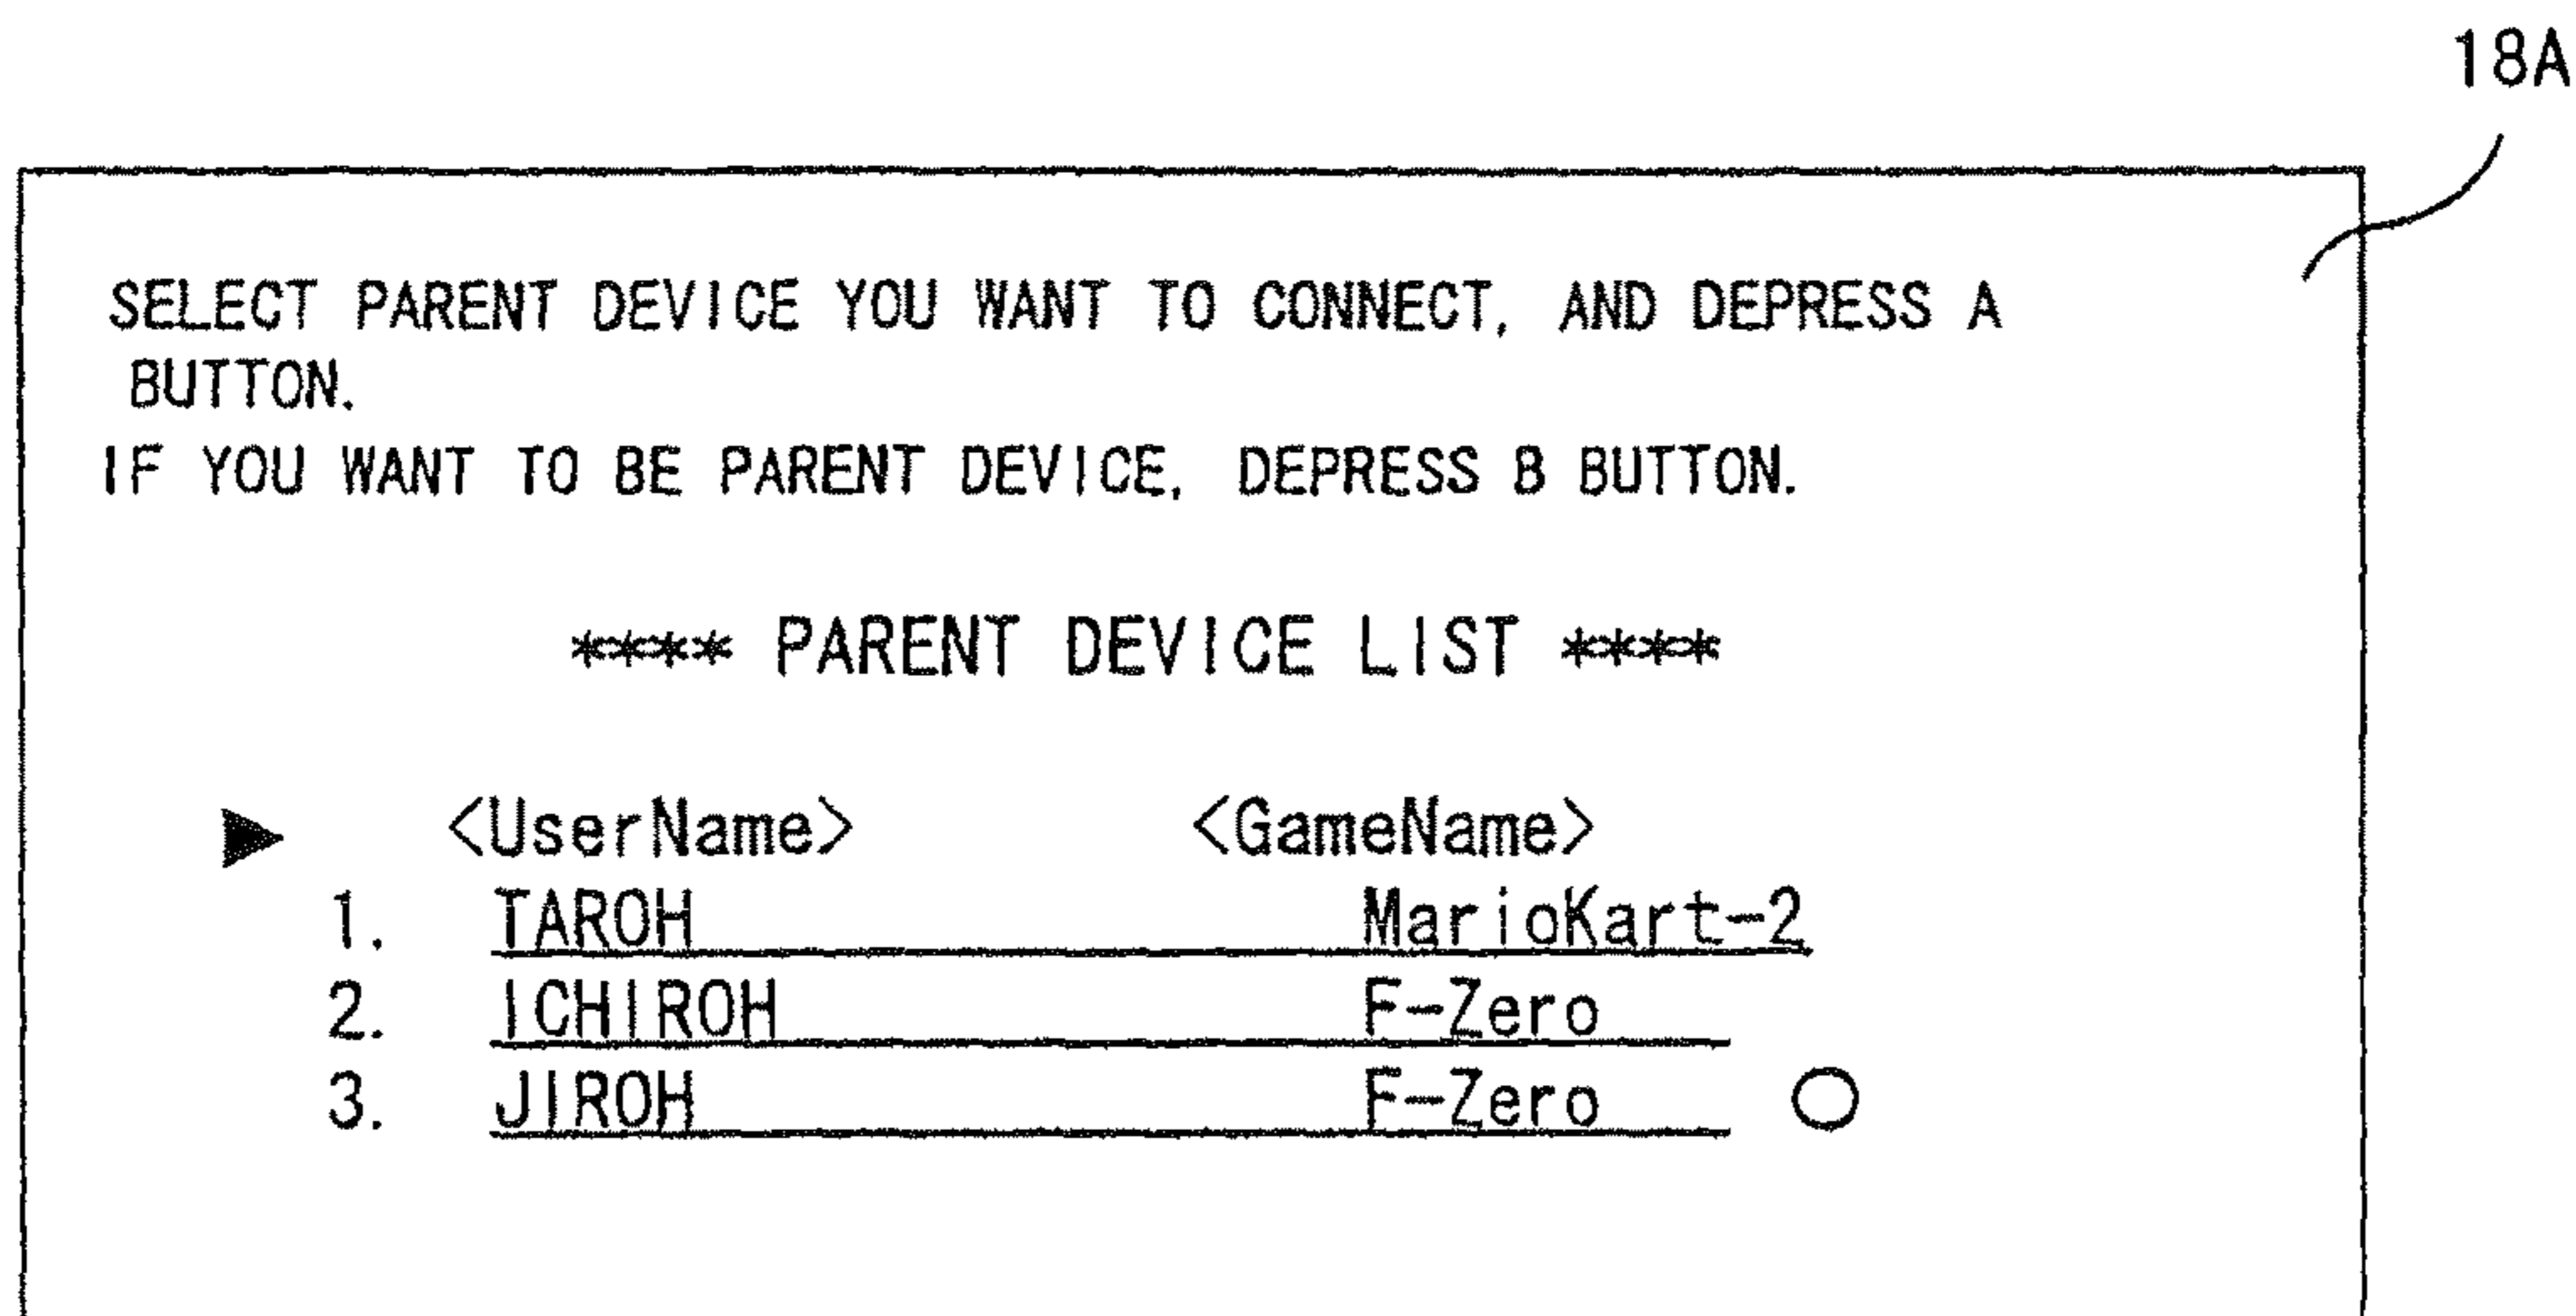 18A
SELECT PARENT DEVICE YOU WANT TO CONNECT, AND DEPRESS A
BUTTON.
IF YOU WANT TO BE PARENT DEVICE, DEPRESS B BUTTON.
**** PARENT DEVICE LIST ****
▶ <UserName> <GameName>
1. TAROH MarioKart-2
2. ICHIROH F-Zero
3. JIROH F-Zero ○